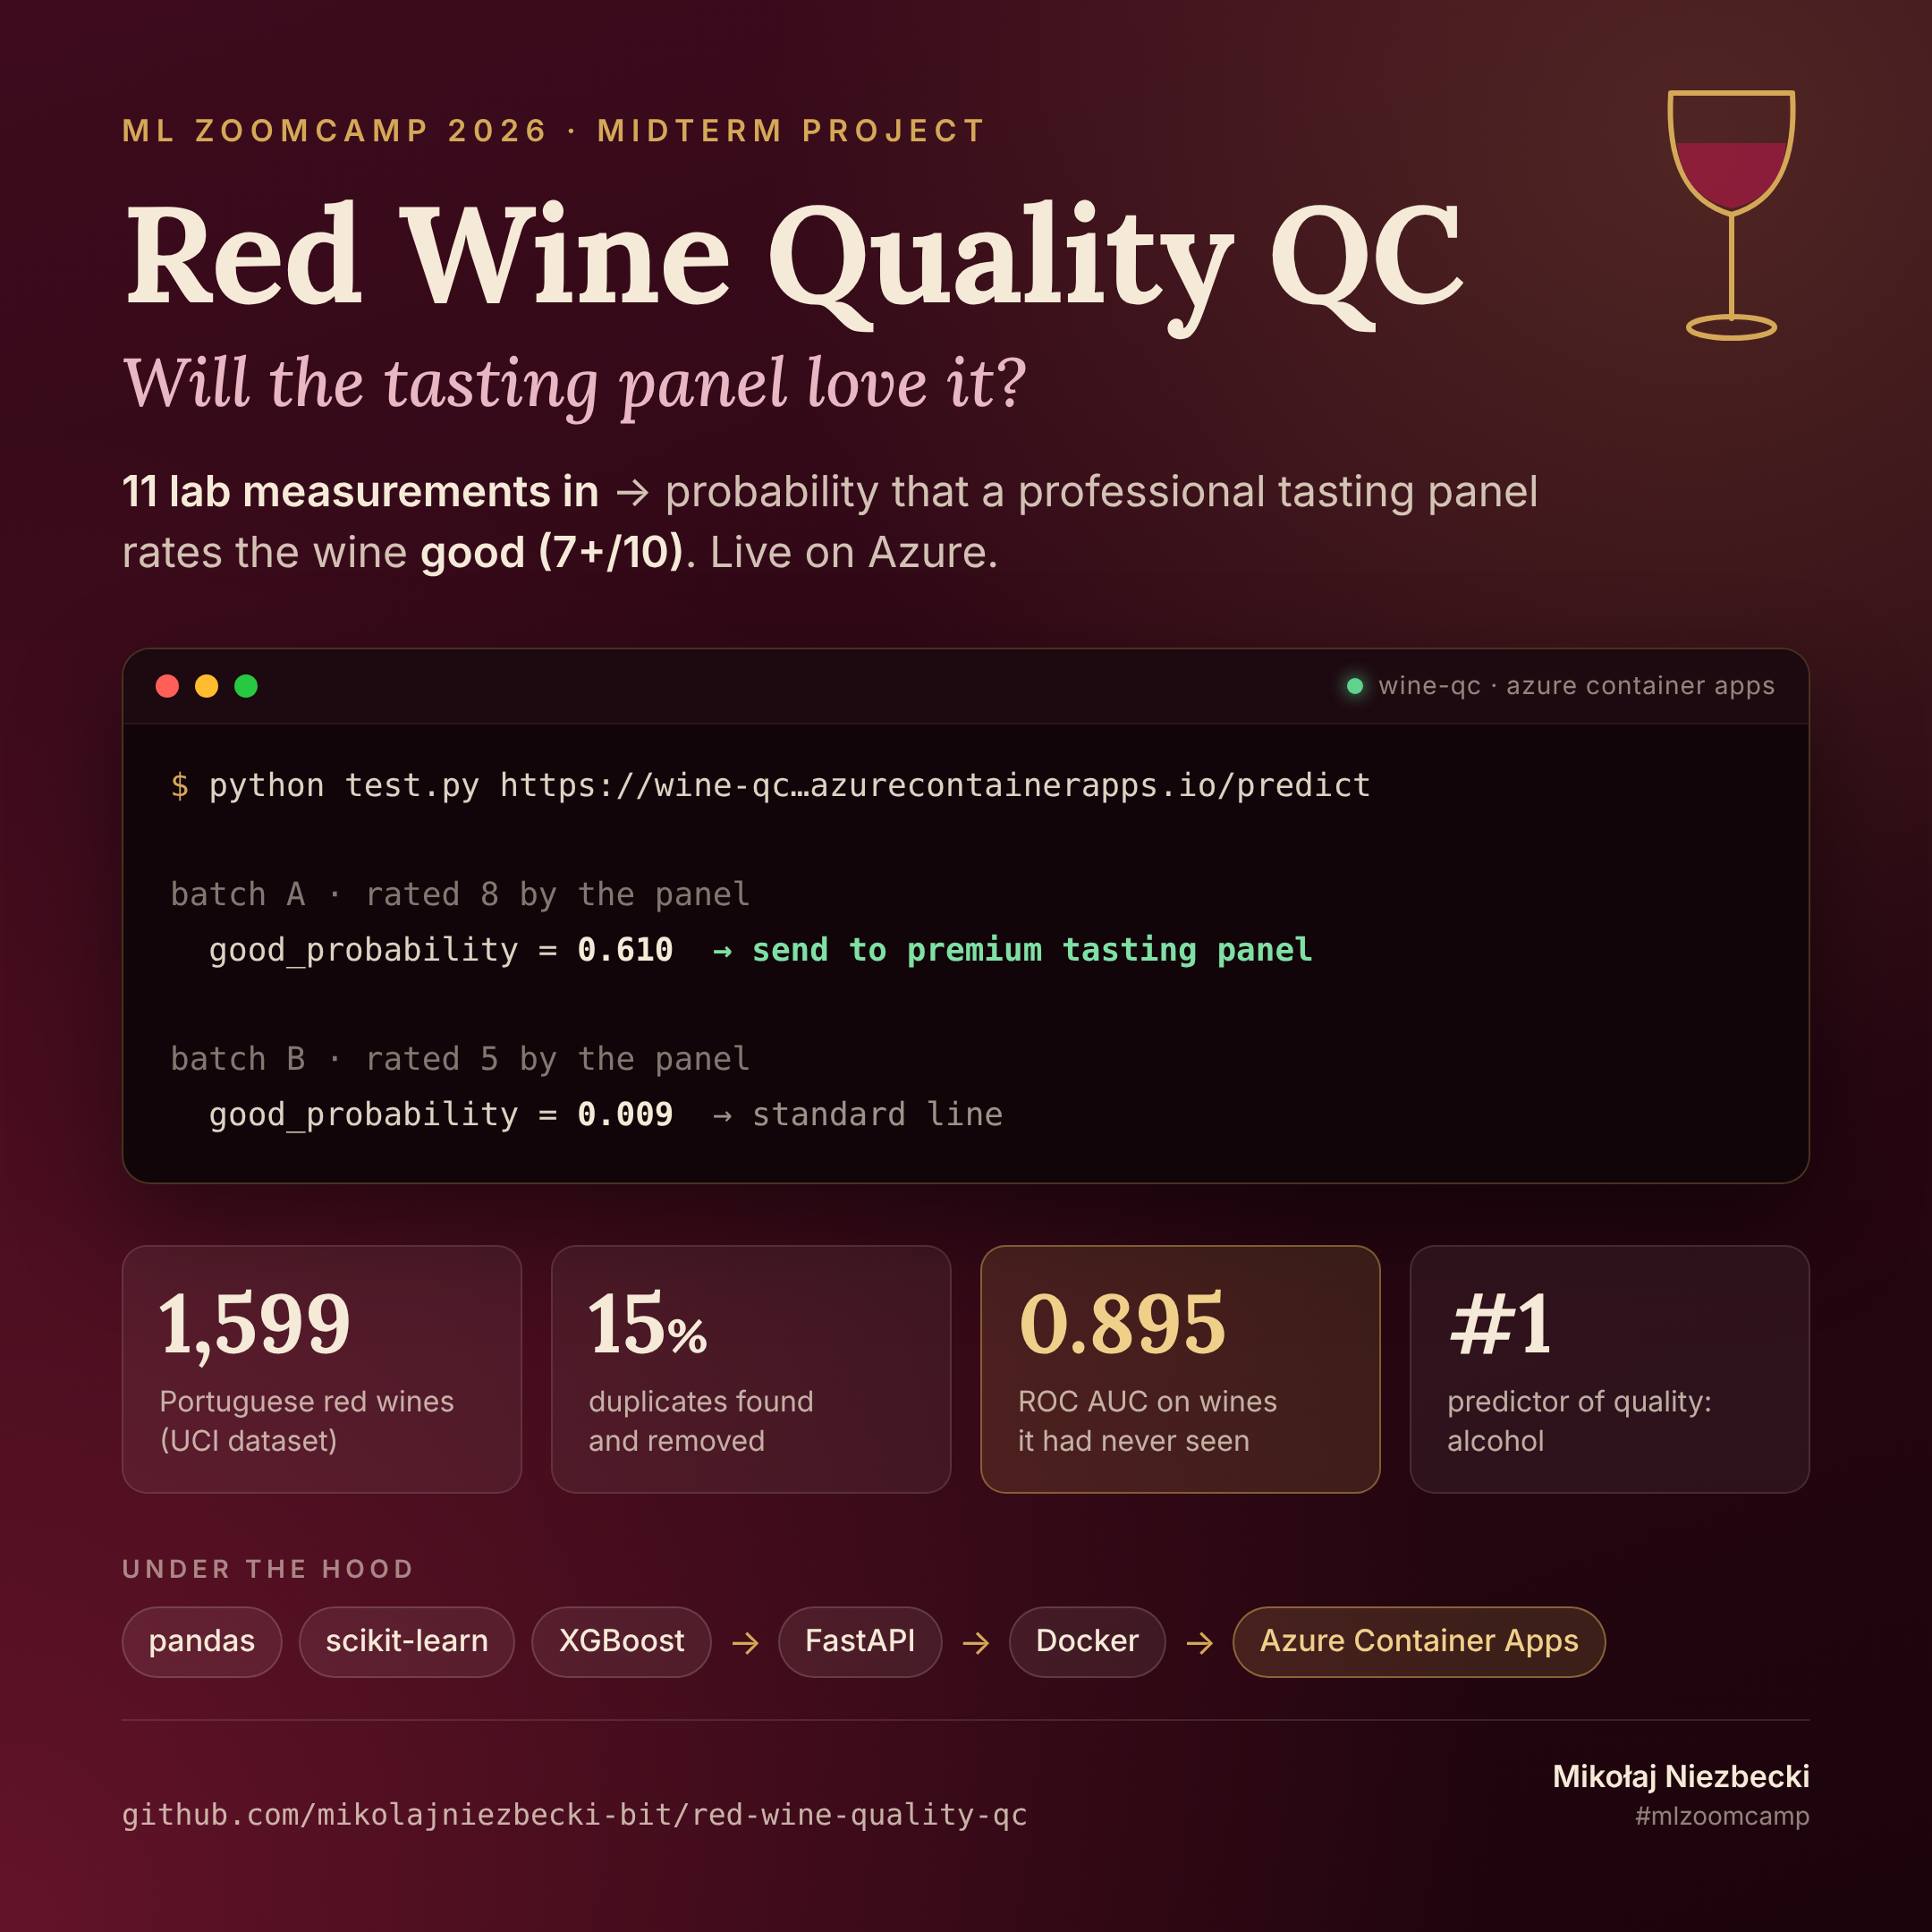 ML ZOOMCAMP 2026 · MIDTERM PROJECT
Red Wine Quality QC
Will the tasting panel love it?
11 lab measurements in → probability that a professional tasting panel
rates the wine good (7+/10). Live on Azure.
wine-qc · azure container apps
$ python test.py https://wine-qc…azurecontainerapps.io/predict
batch A · rated 8 by the panel
good_probability = 0.610 → send to premium tasting panel
batch B · rated 5 by the panel
good_probability = 0.009 → standard line
1,599
Portuguese red wines
(UCI dataset)
15%
duplicates found
and removed
0.895
ROC AUC on wines
it had never seen
#1
predictor of quality:
alcohol
UNDER THE HOOD
pandas scikit-learn XGBoost → FastAPI → Docker → Azure Container Apps
Mikołaj Niezbecki
github.com/mikolajniezbecki-bit/red-wine-quality-qc
#mlzoomcamp